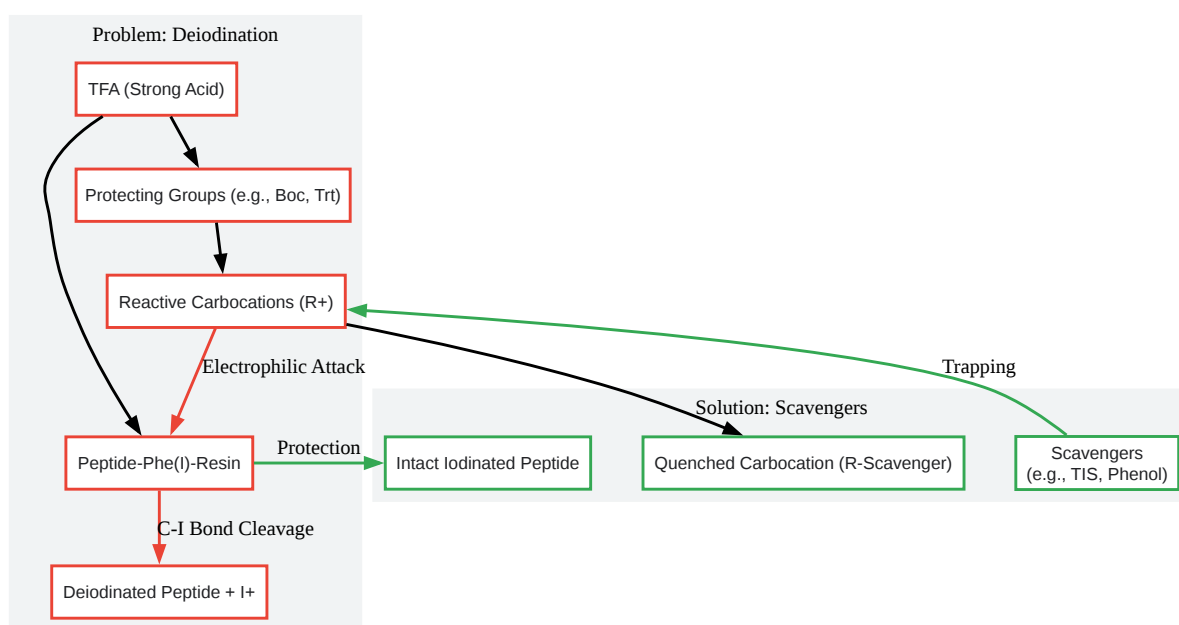 Problem: Deiodination
TFA (Strong Acid)
Protecting Groups (e.g., Boc, Trt)
Reactive Carbocations (R+)
Electrophilic Attack
Trapping
Solution: Scavengers
Protection
Peptide-Phe(I)-Resin
Intact Iodinated Peptide
Quenched Carbocation (R-Scavenger)
Scavengers
(e.g., TIS, Phenol)
C-I Bond Cleavage
Deiodinated Peptide + I+